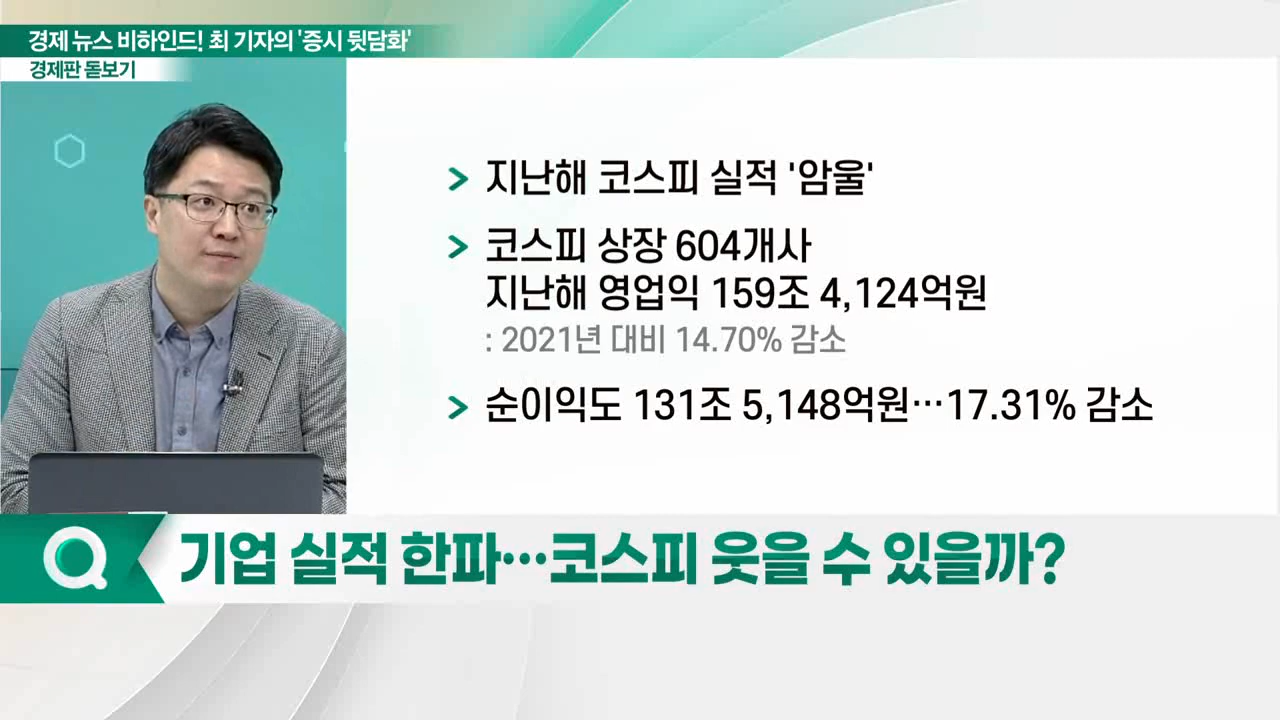 경제 뉴스 비하인드! 최 기자의 '증시 뒷담화'
경제판 돋보기
> 지난해 코스피 실적 '암울'
> 코스피 상장 604개사
지난해 영업익 159조 4,124억원
: 2021년 대비 14.70% 감소
> 순이익도 131조 5,148억원…17.31% 감소
기업 실적 한파…코스피 웃을 수 있을까?